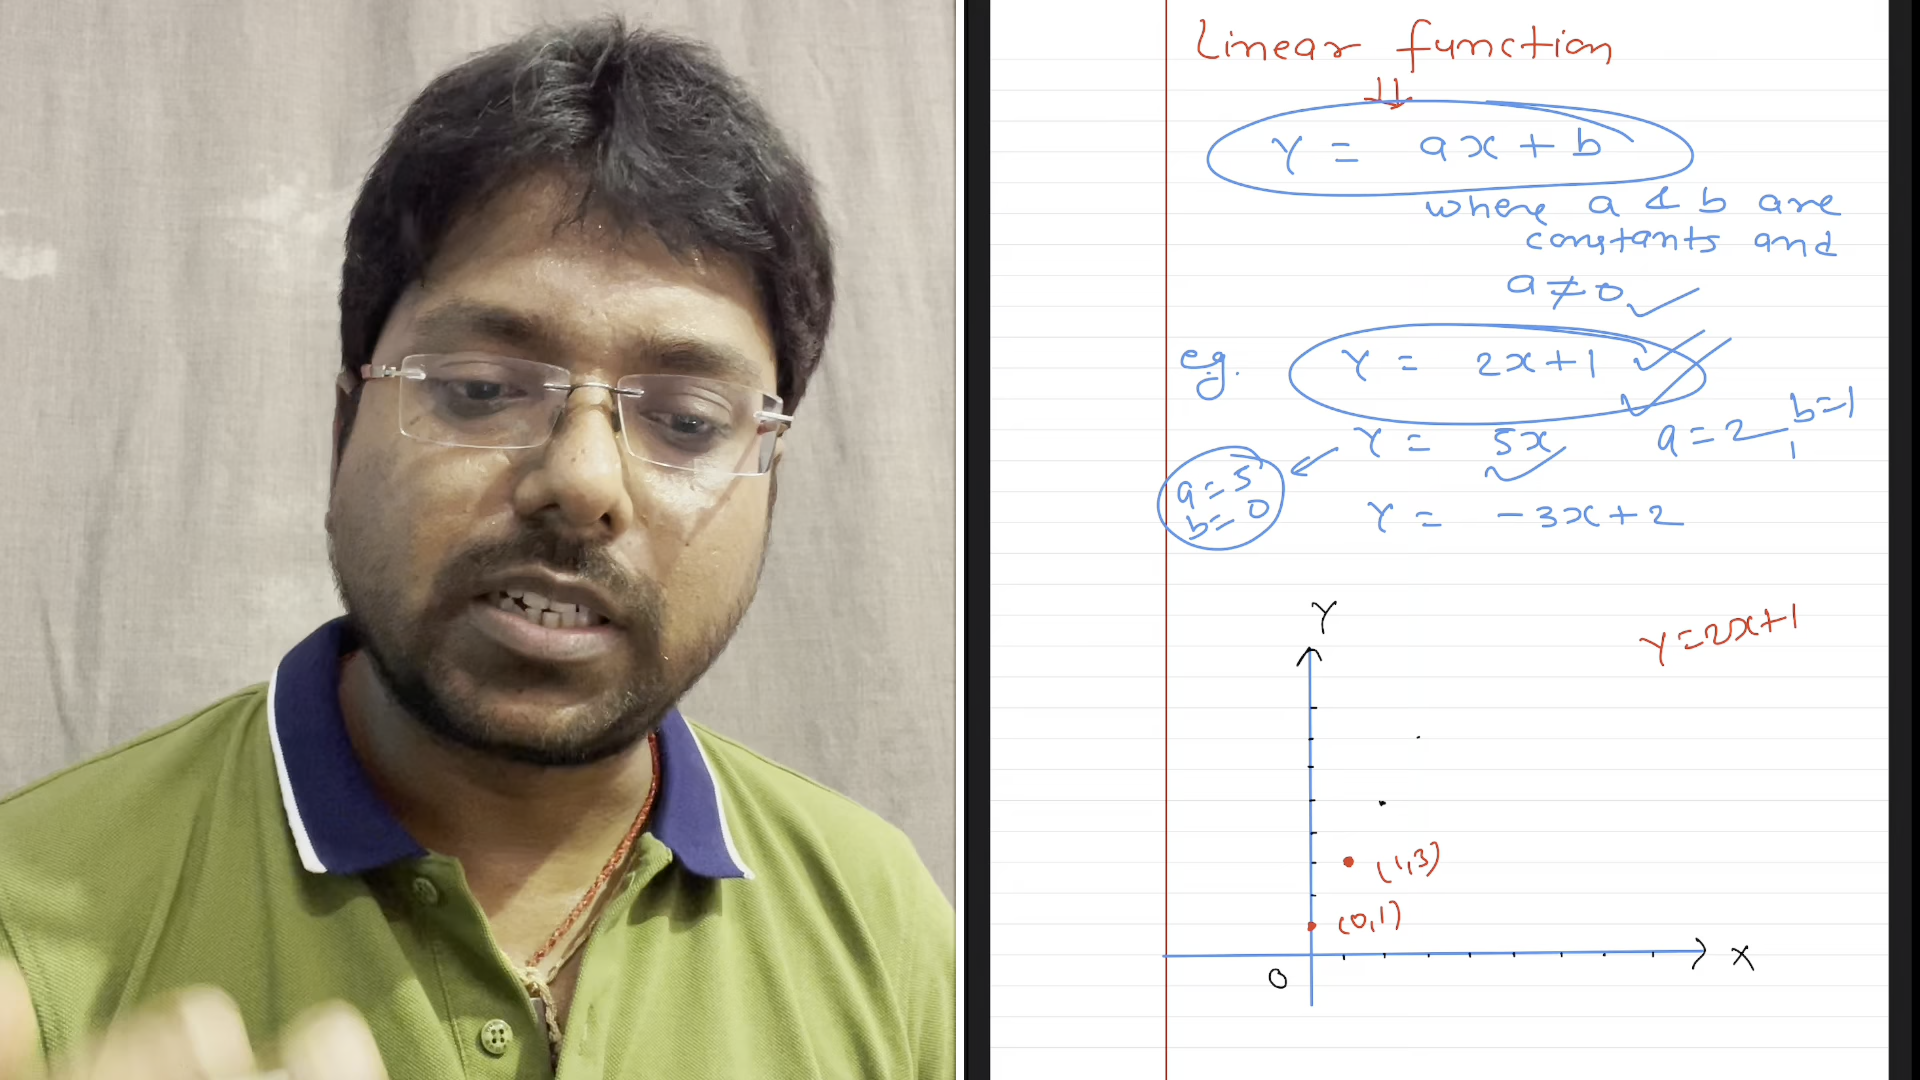 Linear function
Y = ax + b
where a & b are
constants and
a ≠ 0
e.g. Y = 2x+1
b=1
Y = 5x a=2
a=5
b=0
Y = -3x+2
Y
Y=2x+1
(1,3)
(0,1)
O
X